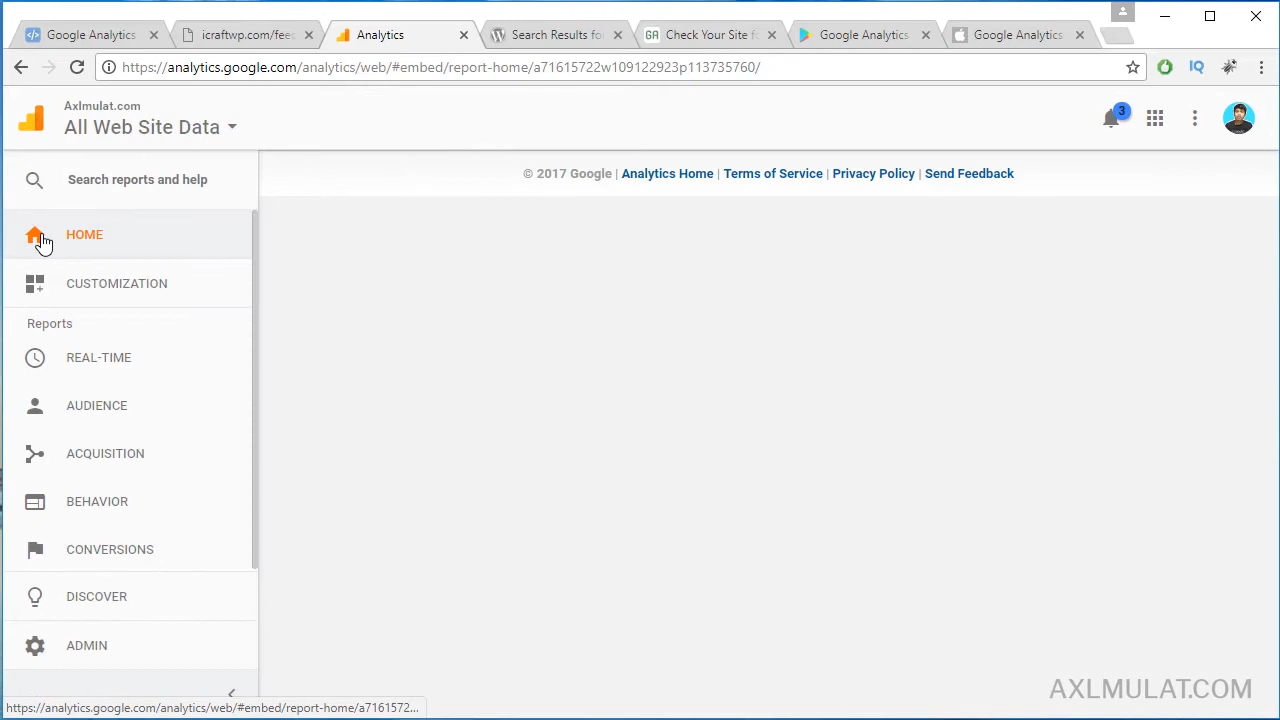 Google Analytics
icraftwp.com/feed
Analytics
Search Results fo
Check Your Site fo
Google Analytics
Google Analytics
https://analytics.google.com/analytics/web/#embed/report-home/a71615722w109122923p113735760/
IQ
Axlmulat.com
All Web Site Data
3
Search reports and help
© 2017 Google | Analytics Home | Terms of Service | Privacy Policy | Send Feedback
HOME
CUSTOMIZATION
Reports
REAL-TIME
AUDIENCE
ACQUISITION
BEHAVIOR
CONVERSIONS
DISCOVER
ADMIN
AXLMULAT.COM
https://analytics.google.com/analytics/web/#embed/report-home/a7161572...